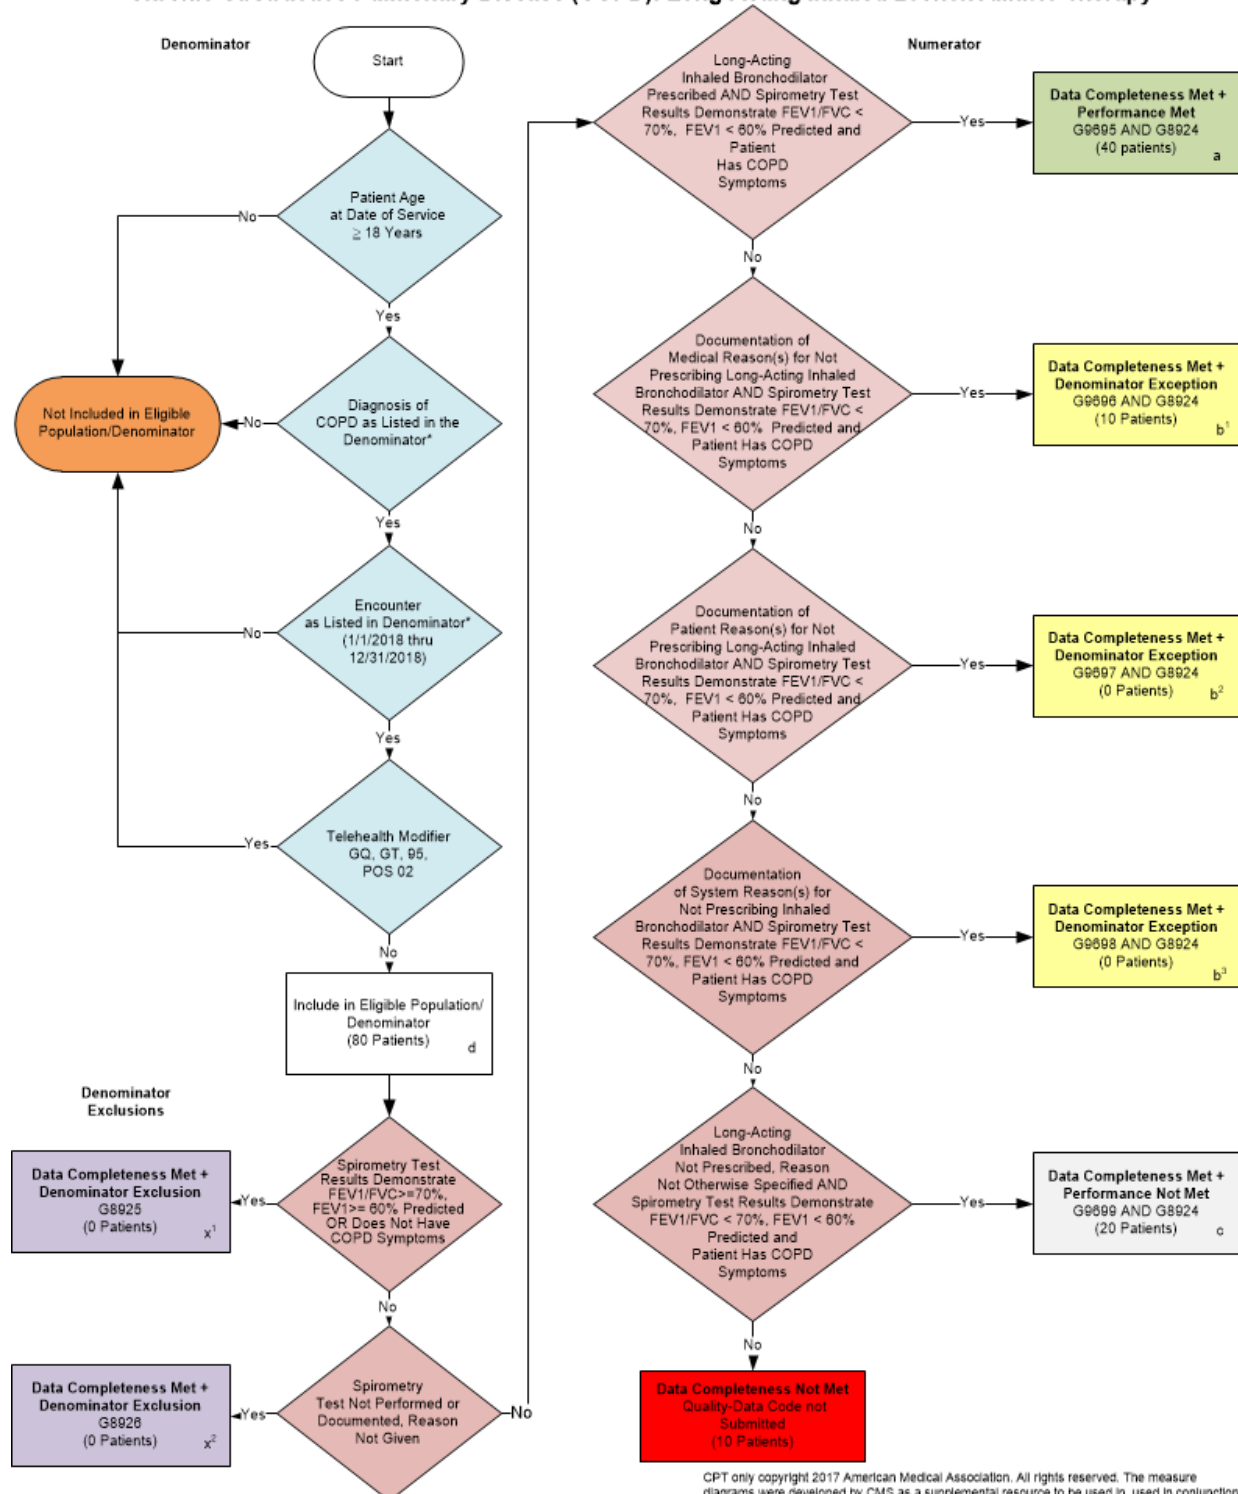 Denominator
Start
Patient Age
at Date of Service
≥ 18 Years
No
Yes
Not Included in Eligible
Population/Denominator
Diagnosis of
COPD as Listed in the
Denominator*
No
Yes
Encounter
as Listed in Denominator*
(1/1/2018 thru
12/31/2018)
No
Yes
Telehealth Modifier
GQ, GT, 95,
POS 02
Yes
No
Include in Eligible Population/
Denominator
(80 Patients)
d
Denominator
Exclusions
Spirometry Test
Results Demonstrate
FEV1/FVC>=70%,
FEV1>= 60% Predicted
OR Does Not Have
COPD Symptoms
Yes
Data Completeness Met +
Denominator Exclusion
G8925
(0 Patients)
x1
No
Spirometry
Test Not Performed or
Documented, Reason
Not Given
Yes
Data Completeness Met +
Denominator Exclusion
G8926
(0 Patients)
x2
No
Numerator
Long-Acting
Inhaled Bronchodilator
Prescribed AND Spirometry Test
Results Demonstrate FEV1/FVC <
70%, FEV1 < 60% Predicted and
Patient
Has COPD
Symptoms
Yes
Data Completeness Met +
Performance Met
G9695 AND G8924
(40 patients)
a
No
Documentation of
Medical Reason(s) for Not
Prescribing Long-Acting Inhaled
Bronchodilator AND Spirometry Test
Results Demonstrate FEV1/FVC <
70%, FEV1 < 60% Predicted and
Patient Has COPD
Symptoms
Yes
Data Completeness Met +
Denominator Exception
G9696 AND G8924
(10 Patients)
b1
No
Documentation of
Patient Reason(s) for Not
Prescribing Long-Acting Inhaled
Bronchodilator AND Spirometry Test
Results Demonstrate FEV1/FVC <
70%, FEV1 < 60% Predicted and
Patient Has COPD
Symptoms
Yes
Data Completeness Met +
Denominator Exception
G9697 AND G8924
(0 Patients)
b2
No
Documentation
of System Reason(s) for
Not Prescribing Inhaled
Bronchodilator AND Spirometry Test
Results Demonstrate FEV1/FVC <
70%, FEV1 < 60% Predicted and
Patient Has COPD
Symptoms
Yes
Data Completeness Met +
Denominator Exception
G9698 AND G8924
(0 Patients)
b3
No
Long-Acting
Inhaled Bronchodilator
Not Prescribed, Reason
Not Otherwise Specified AND
Spirometry Test Results Demonstrate
FEV1/FVC < 70%, FEV1 < 60%
Predicted and
Patient Has COPD
Symptoms
Yes
Data Completeness Met +
Performance Not Met
G9699 AND G8924
(20 Patients)
c
No
Data Completeness Not Met
Quality-Data Code not
Submitted
(10 Patients)
CPT only copyright 2017 American Medical Association. All rights reserved. The measure
diagrams were developed by CMS as a supplemental resource to be used in, used in conjunction